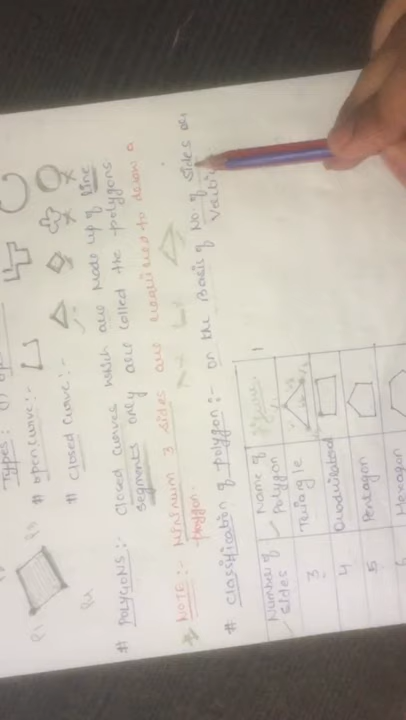 Types :
# open curve :-
# closed curve :-
# POLYGONS :- Closed curves which are Made up of line
segments only are called the polygons.
NOTE :- Minimum 3 sides are required to draw a
polygon.
# Classification of polygon :- on the Basis of No. of Sides or
Number of Sides
Name of Polygon
figure
3
Triangle
4
Quadrilateral
5
Pentagon
6
Hexagon